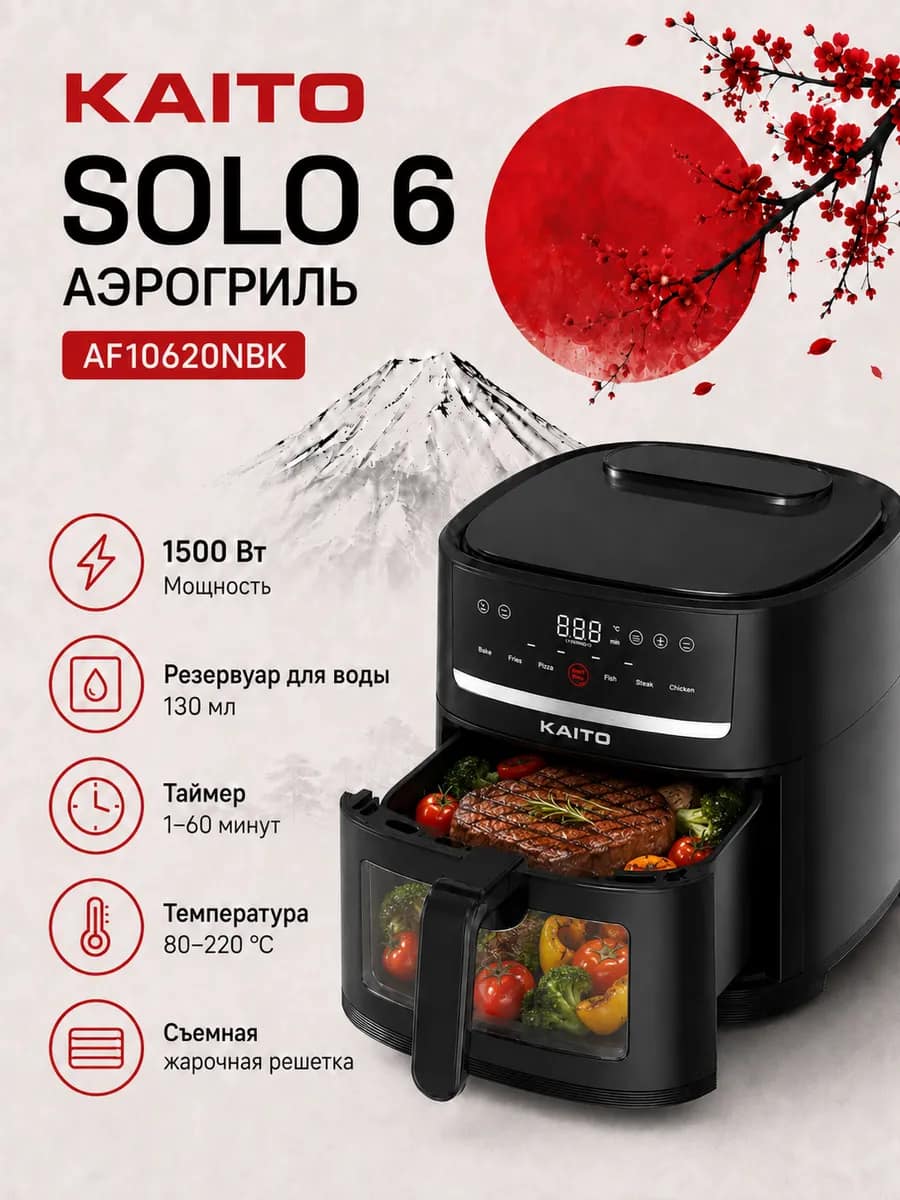 KAITO
SOLO 6
АЭРОГРИЛЬ
AF10620NBK
1500 Вт
Мощность
Резервуар для воды
130 мл
Таймер
1–60 минут
Температура
80–220 °C
Съемная
жарочная решетка
888
°C
min
Bake
Fries
Pizza
Fish
Steak
Chicken
KAITO